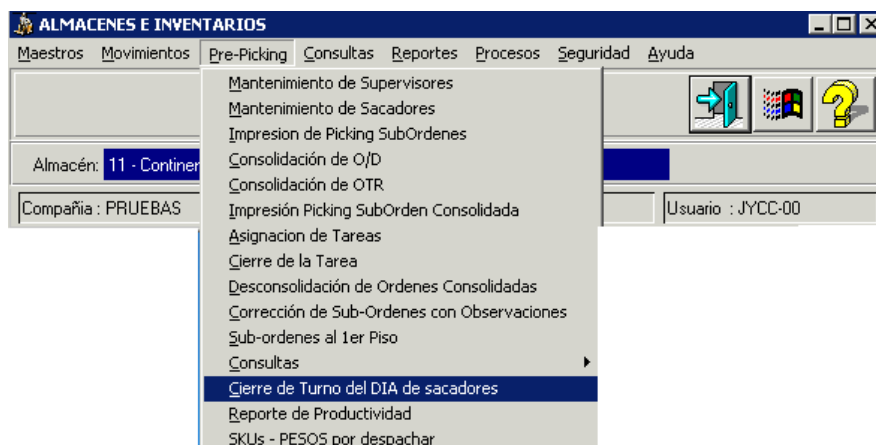 ALMACENES E INVENTARIOS
Maestros Movimientos Pre-Picking Consultas Reportes Procesos Seguridad Ayuda
Mantenimiento de Supervisores
Mantenimiento de Sacadores
Impresion de Picking SubOrdenes
Almacén: 11 - Continer
Consolidación de O/D
Consolidación de OTR
Compañia : PRUEBAS
Impresión Picking SubOrden Consolidada
Usuario : JYCC-00
Asignacion de Tareas
Cierre de la Tarea
Desconsolidación de Ordenes Consolidadas
Corrección de Sub-Ordenes con Observaciones
Sub-ordenes al 1er Piso
Consultas
Cierre de Turno del DIA de sacadores
Reporte de Productividad
SKUs - PESOS por despachar